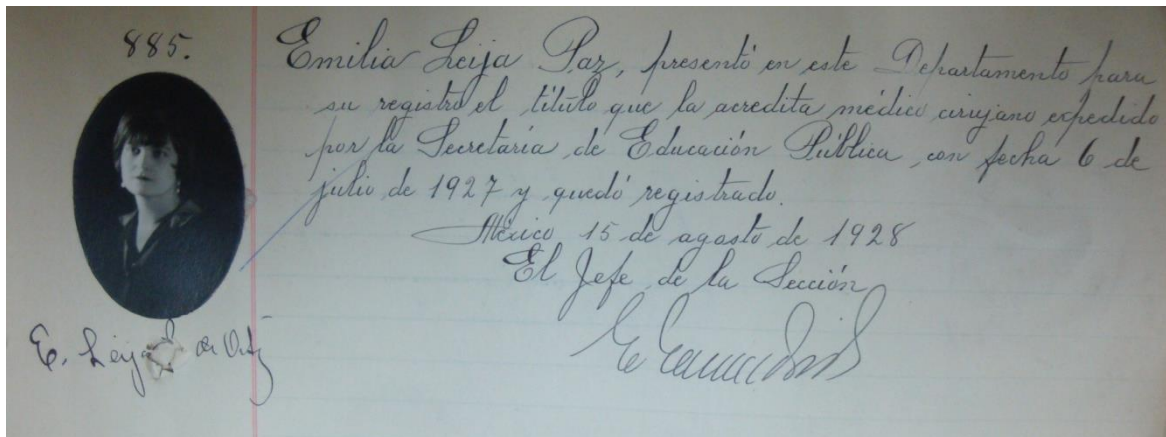 885.
Emilia Leija Paz, presentó en este Departamento para
su registro el título que la acredita médico cirujano expedido
por la Secretaría de Educación Pública, con fecha 6 de
julio de 1927 y quedó registrado.
México 15 de agosto de 1928
El Jefe de la Sección
E. Leija